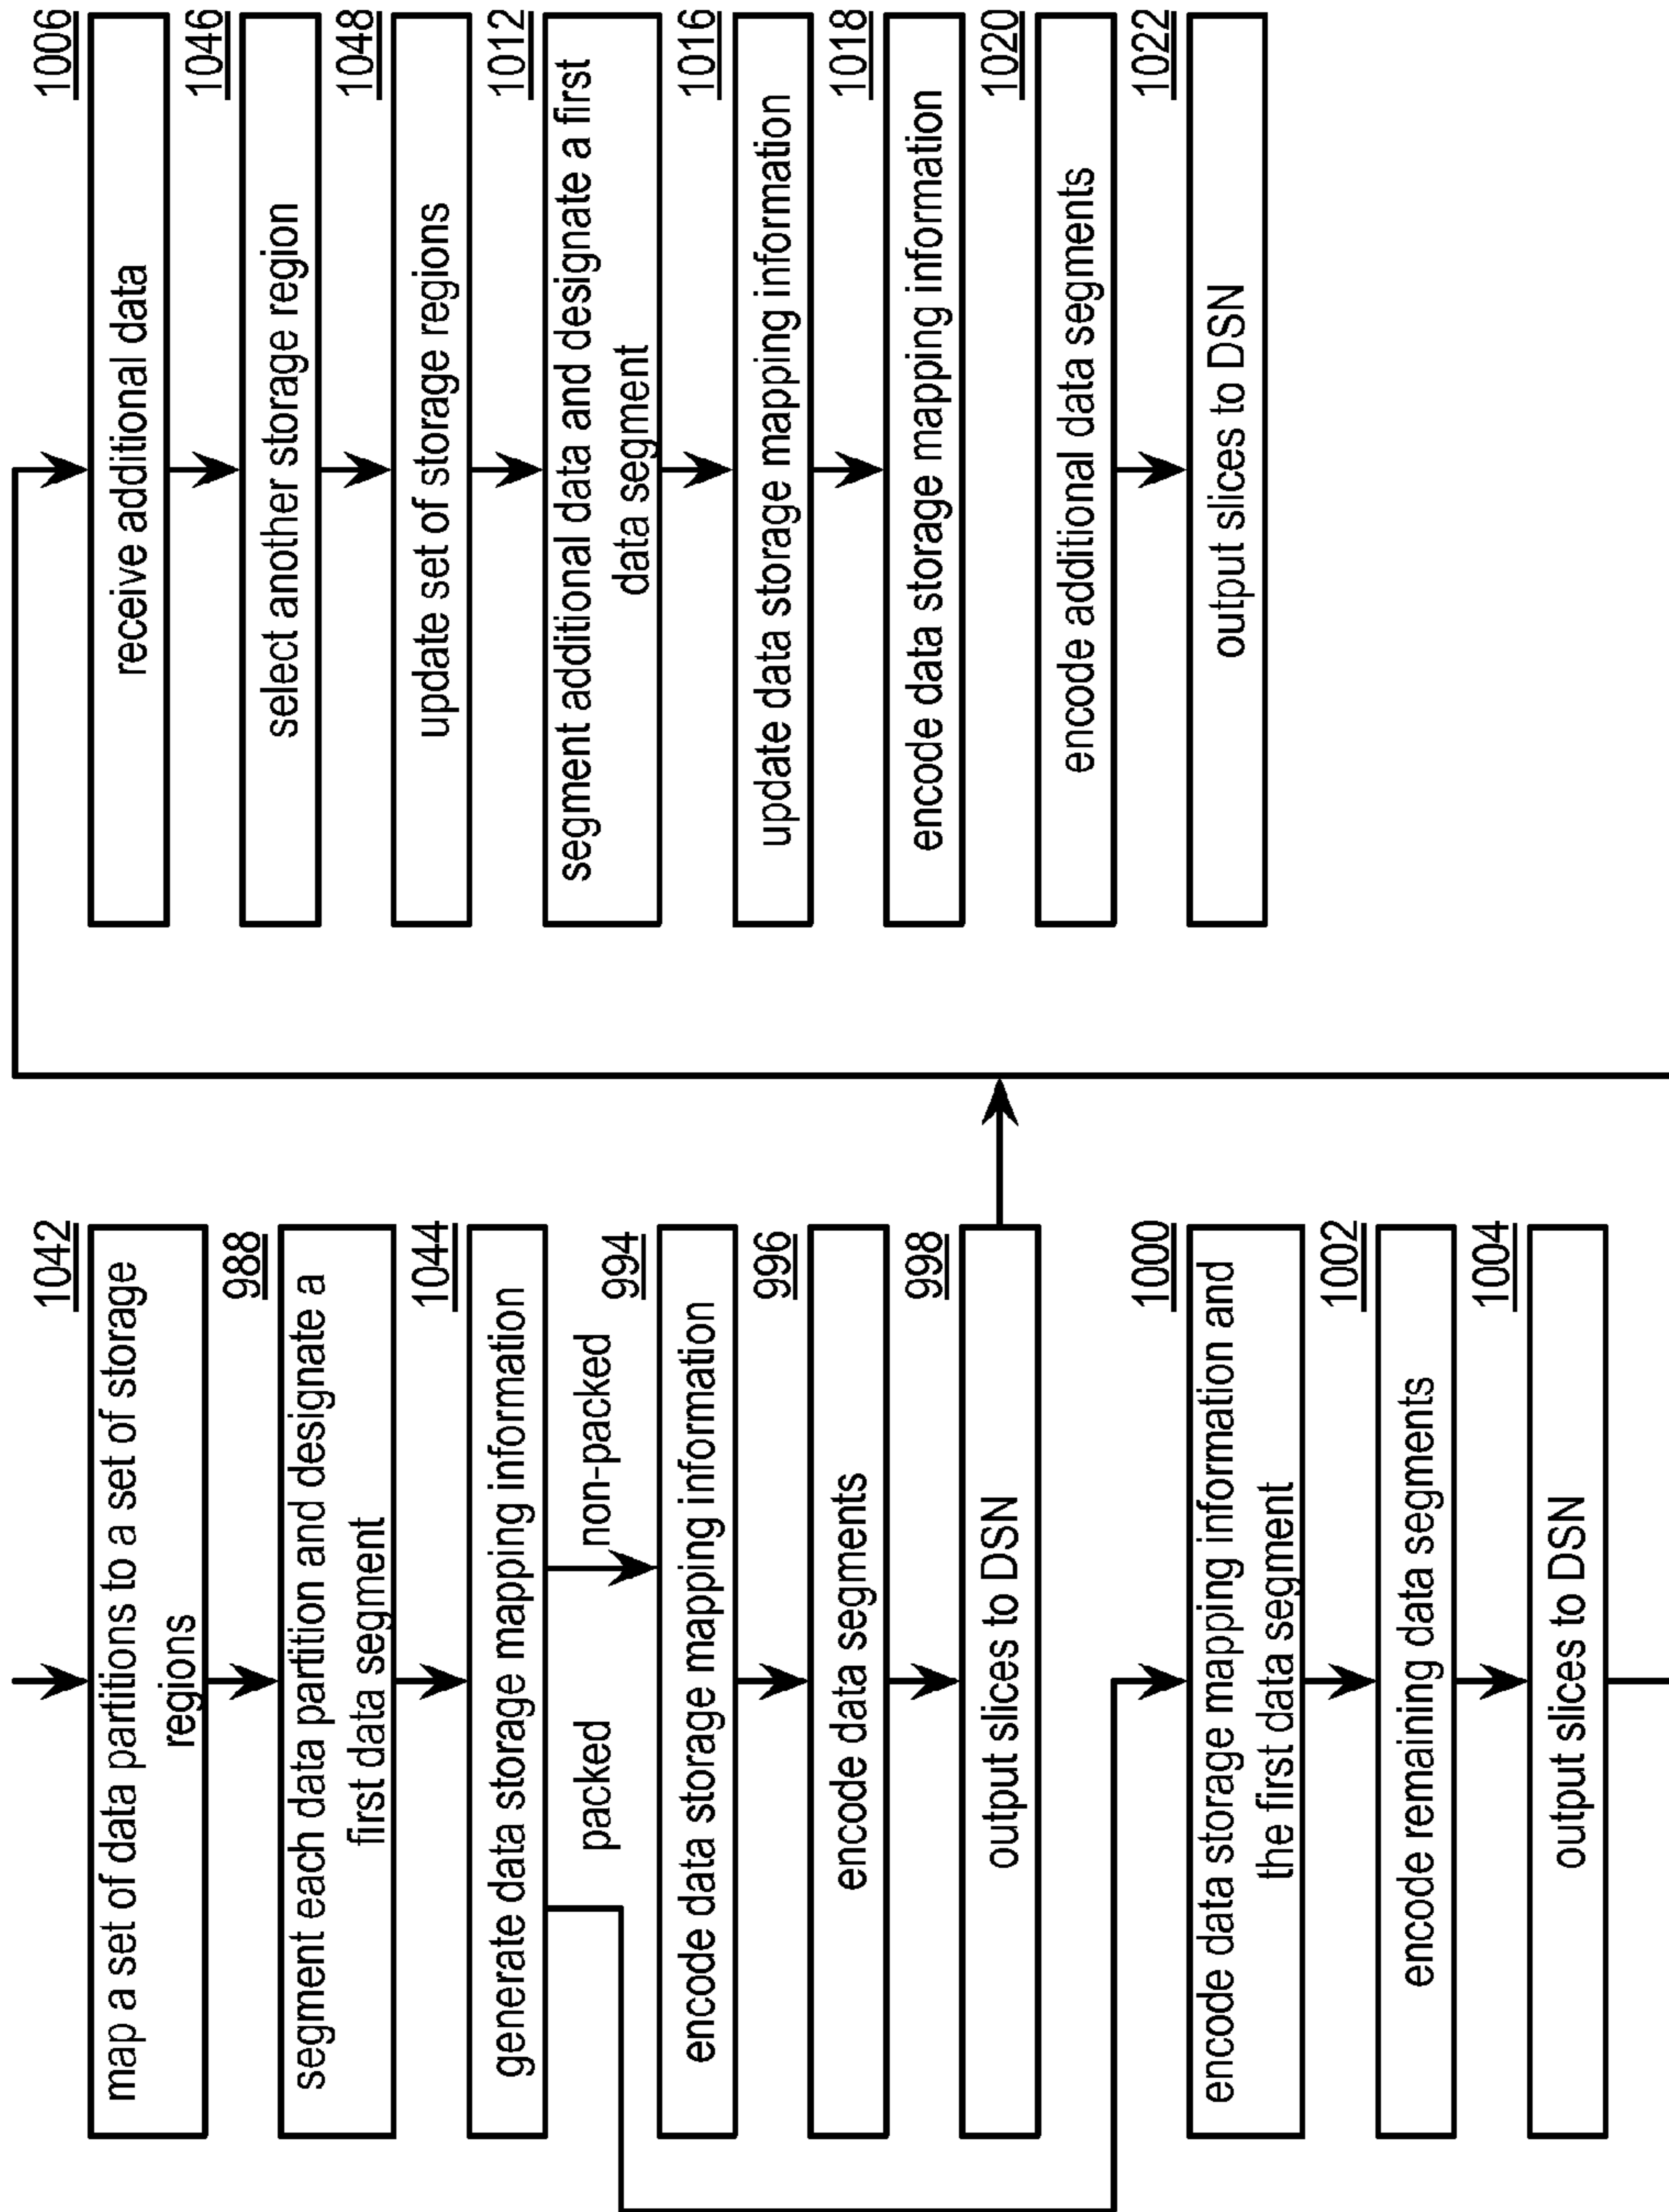 1042
map a set of data partitions to a set of storage
regions
988
segment each data partition and designate a
first data segment
1044
generate data storage mapping information
packed
non-packed
994
encode data storage mapping information
996
encode data segments
998
output slices to DSN
1000
encode data storage mapping information and
the first data segment
1002
encode remaining data segments
1004
output slices to DSN
1006
receive additional data
1046
select another storage region
1048
update set of storage regions
1012
segment additional data and designate a first
data segment
1016
update data storage mapping information
1018
encode data storage mapping information
1020
encode additional data segments
1022
output slices to DSN